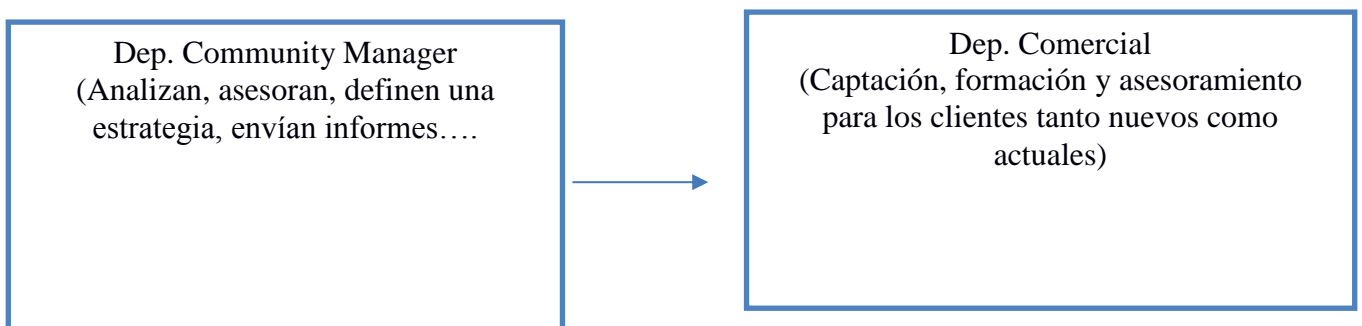 Dep. Community Manager
(Analizan, asesoran, definen una
estrategia, envían informes….
Dep. Comercial
(Captación, formación y asesoramiento
para los clientes tanto nuevos como
actuales)